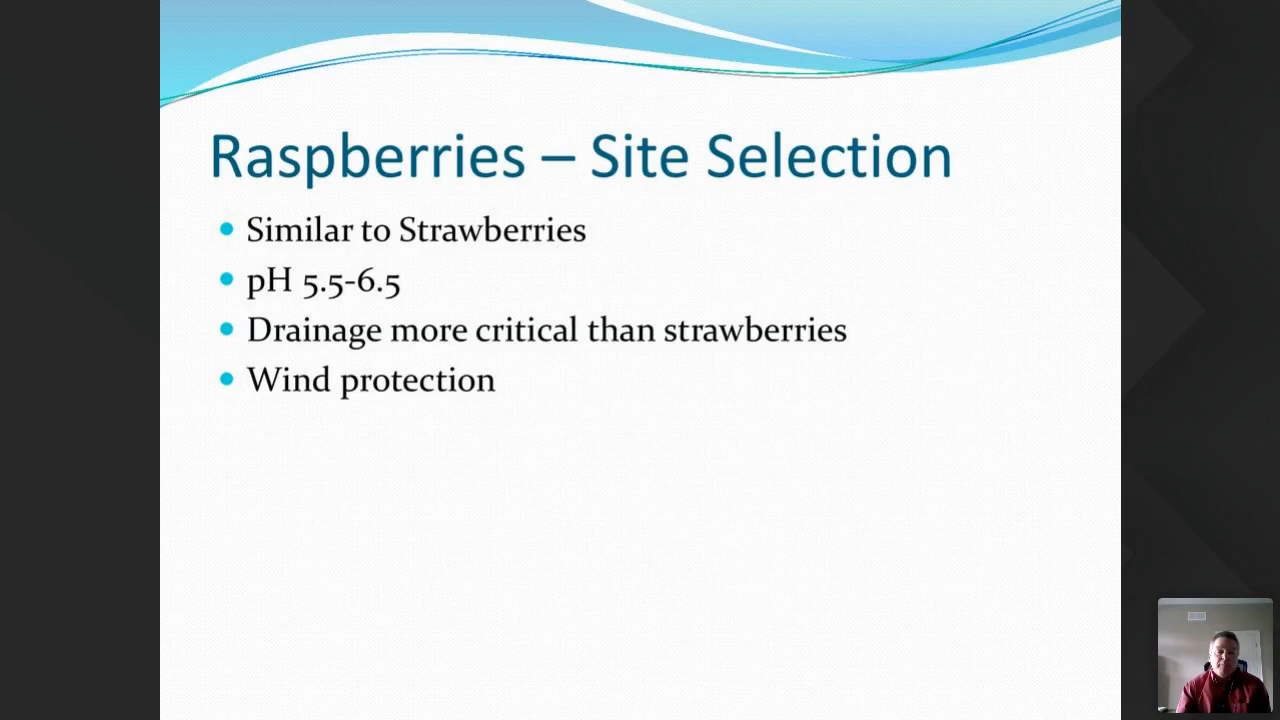 Raspberries – Site Selection
Similar to Strawberries
pH 5.5-6.5
Drainage more critical than strawberries
Wind protection